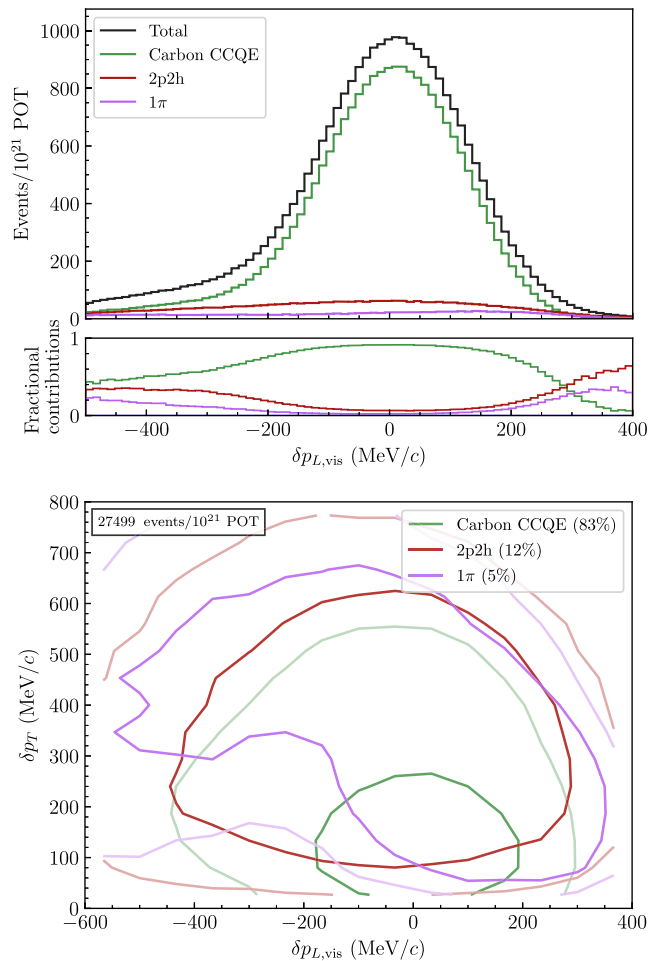 Total
Carbon CCQE
2p2h
1π
Events/10²¹ POT
1000
800
600
400
200
0
Fractional
contributions
1
0
−400 −200 0 200 400
δp_{L,vis} (MeV/c)
27499 events/10²¹ POT
Carbon CCQE (83%)
2p2h (12%)
1π (5%)
δp_T (MeV/c)
800
700
600
500
400
300
200
100
0
−600 −400 −200 0 200 400
δp_{L,vis} (MeV/c)